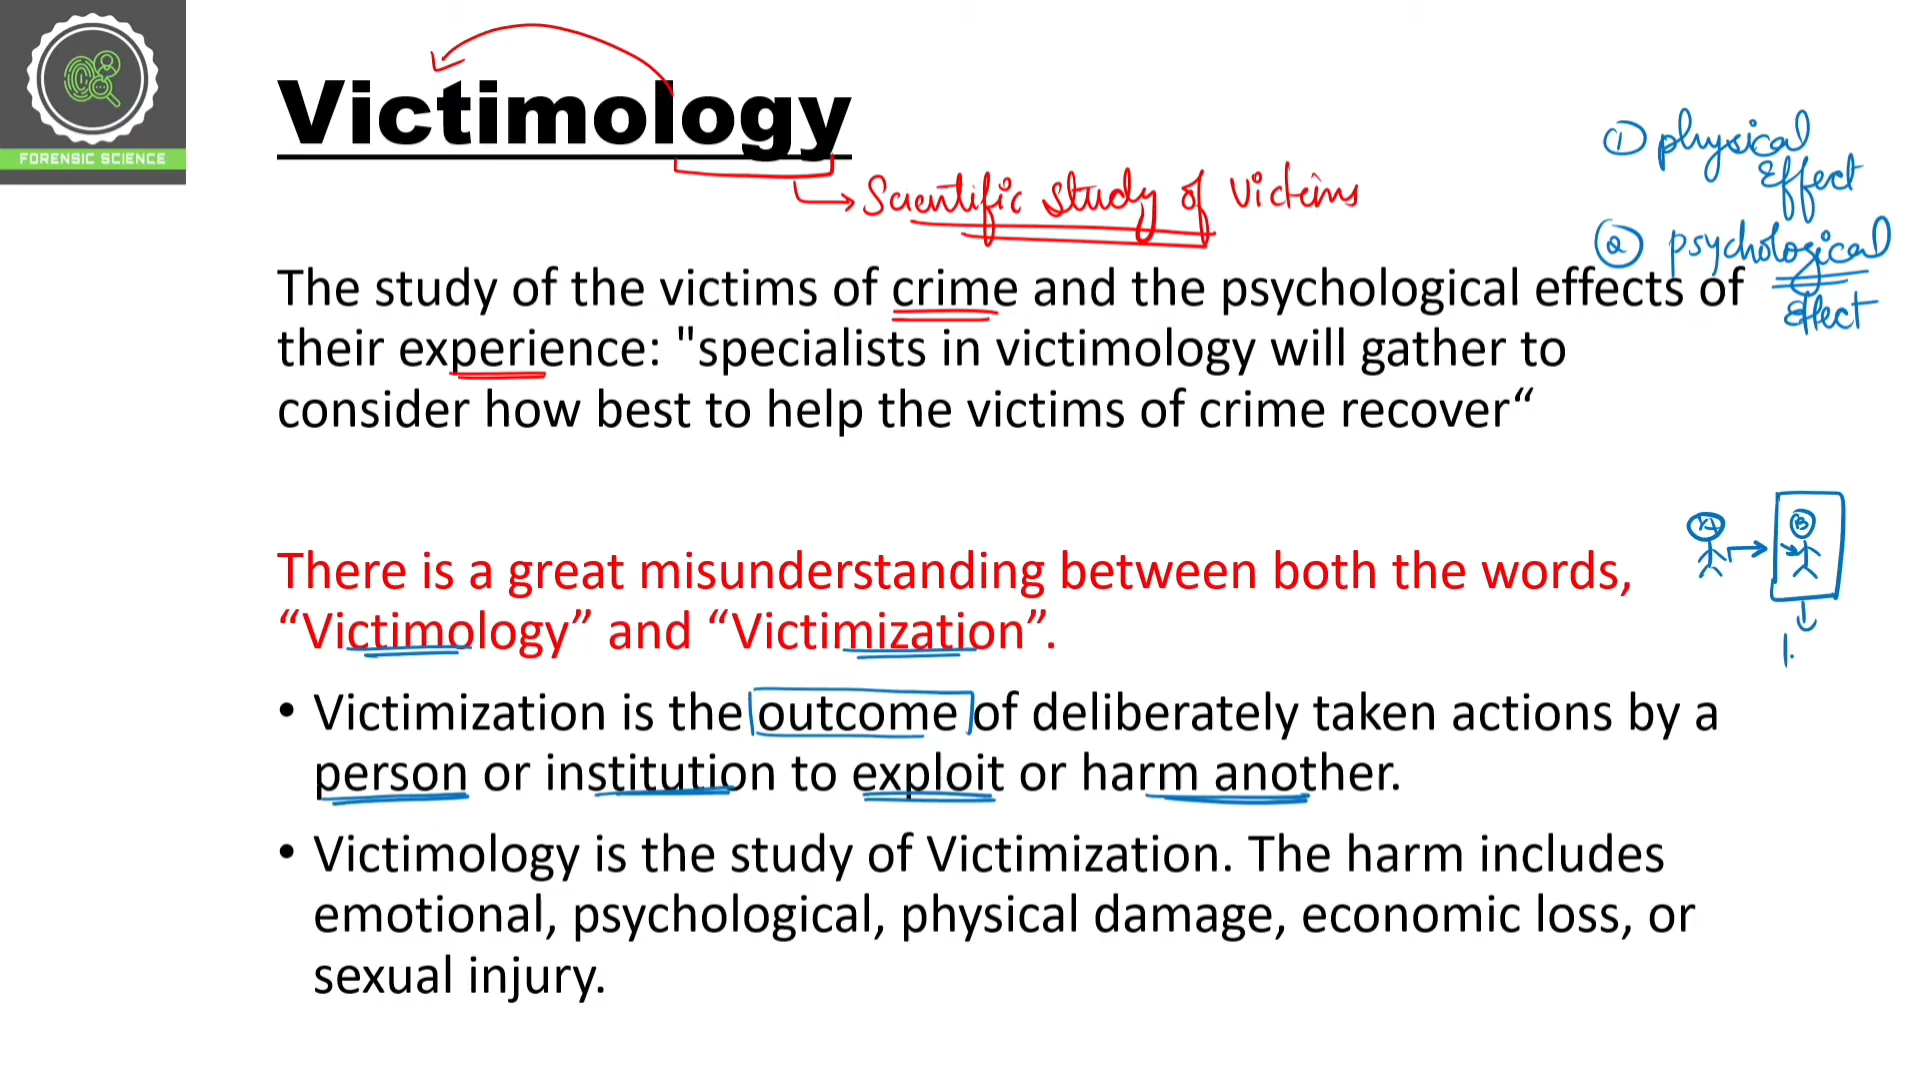 FORENSIC SCIENCE
Victimology
Scientific study of Victims
① physical
Effect
② psychological
Effect
The study of the victims of crime and the psychological effects of
their experience: "specialists in victimology will gather to
consider how best to help the victims of crime recover“
There is a great misunderstanding between both the words,
“Victimology” and “Victimization”.
• Victimization is the outcome of deliberately taken actions by a
person or institution to exploit or harm another.
• Victimology is the study of Victimization. The harm includes
emotional, psychological, physical damage, economic loss, or
sexual injury.
B
1.